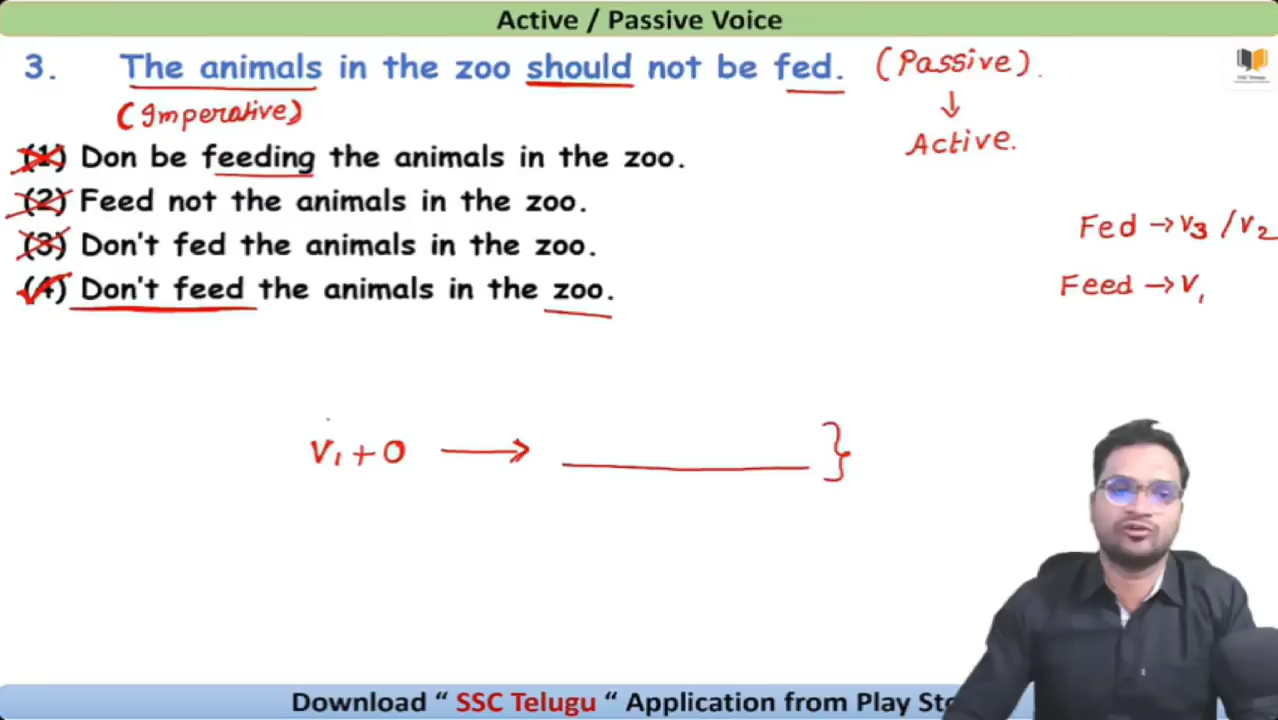 Active / Passive Voice
3. The animals in the zoo should not be fed. (Passive).
(Imperative)
Active.
(1) Don be feeding the animals in the zoo.
(2) Feed not the animals in the zoo.
(3) Don't fed the animals in the zoo.
(4) Don't feed the animals in the zoo.
Fed → V3 / V2
Feed → V1
V1 + O → }
Download “ SSC Telugu “ Application from Play Sto